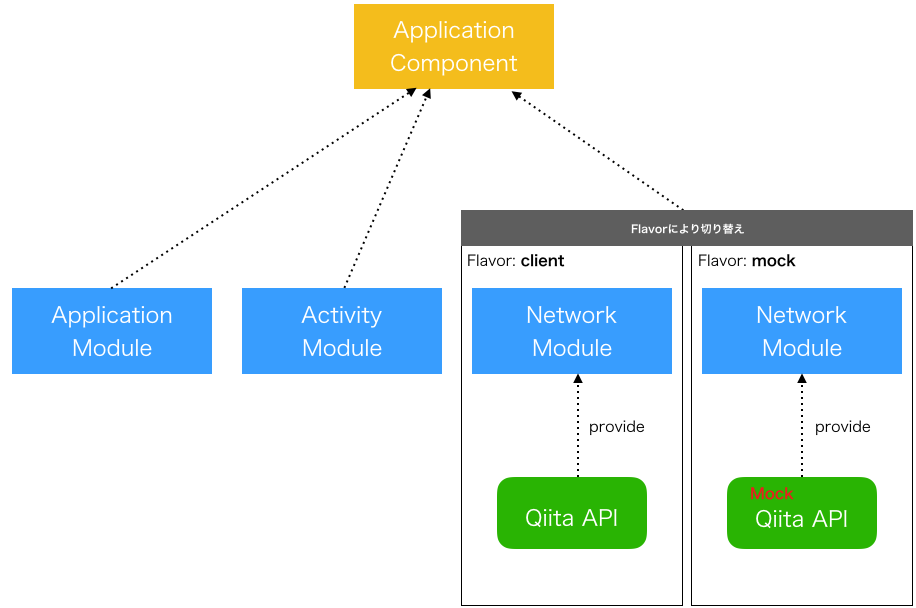 Application
Component
Flavorにより切り替え
Flavor: client
Flavor: mock
Application
Module
Activity
Module
Network
Module
Network
Module
provide
provide
Qiita API
Mock
Qiita API